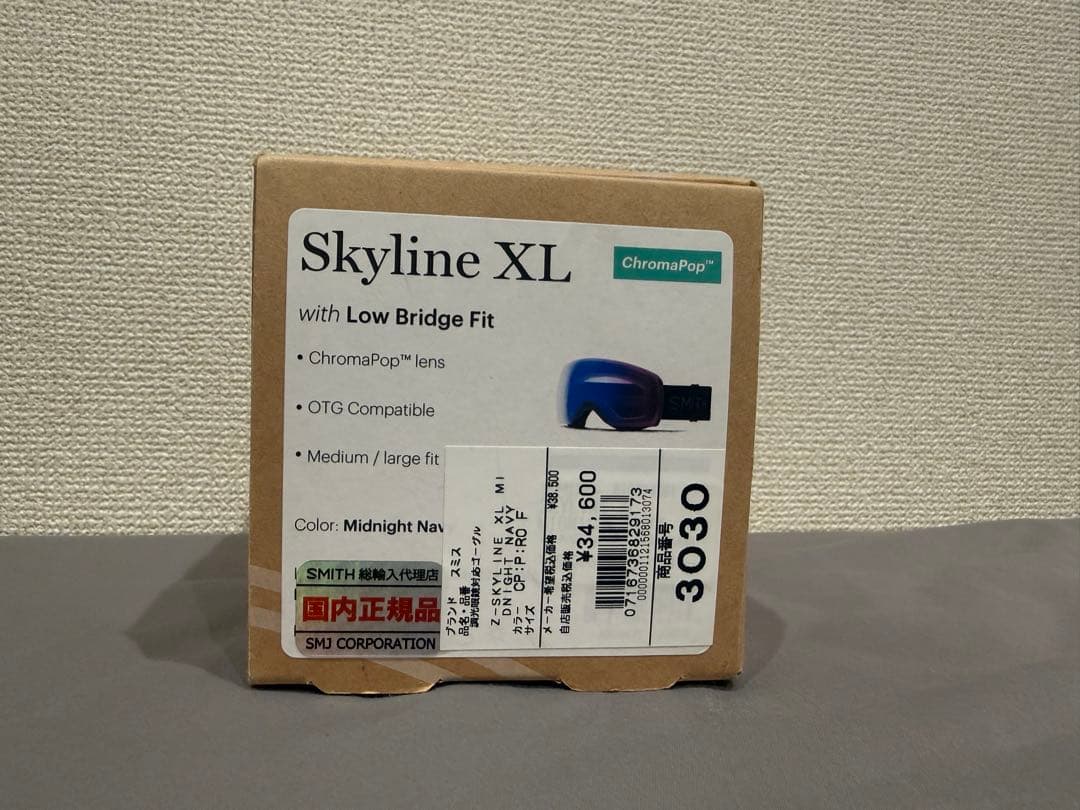 Skyline XL
ChromaPop™
with Low Bridge Fit
• ChromaPop™ lens
• OTG Compatible
• Medium / large fit
SMITH
Color: Midnight Nav
SMITH 総輸入代理店
国内正規品
SMJ CORPORATION
ブランド スミス
品名・品番
調光眼鏡対応ゴーグル
Z-SKYLINE XL MI
DNIGHT NAVY
カラー CP:P:RO F
サイズ
メーカー希望税込価格 ¥38,500
自店販売税込価格
¥34,600
0716736829173
0000001121568013074
商品番号
3030